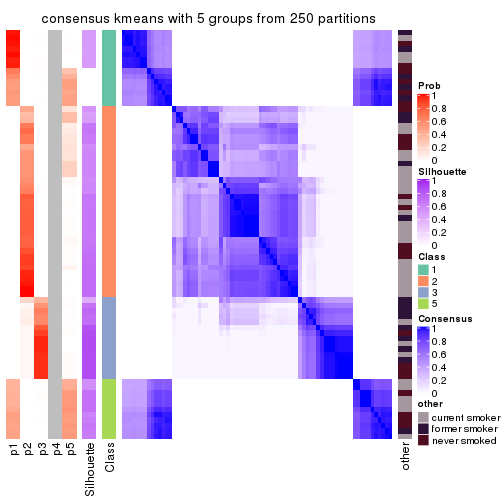 consensus kmeans with 5 groups from 250 partitions
Prob
1
0.8
0.6
0.4
0.2
0
Silhouette
1
0.8
0.6
0.4
0.2
0
Class
1
2
3
5
Consensus
1
0.8
0.6
0.4
0.2
0
other
current smoker
former smoker
never smoked
p1
p2
p3
p4
p5
Silhouette
Class
other